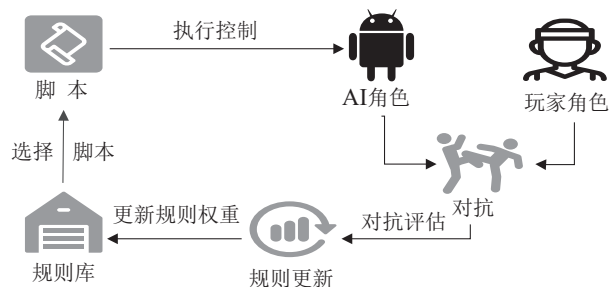 执行控制
脚 本
AI角色
玩家角色
选择 脚本
更新规则权重
对抗评估
对抗
规则库
规则更新